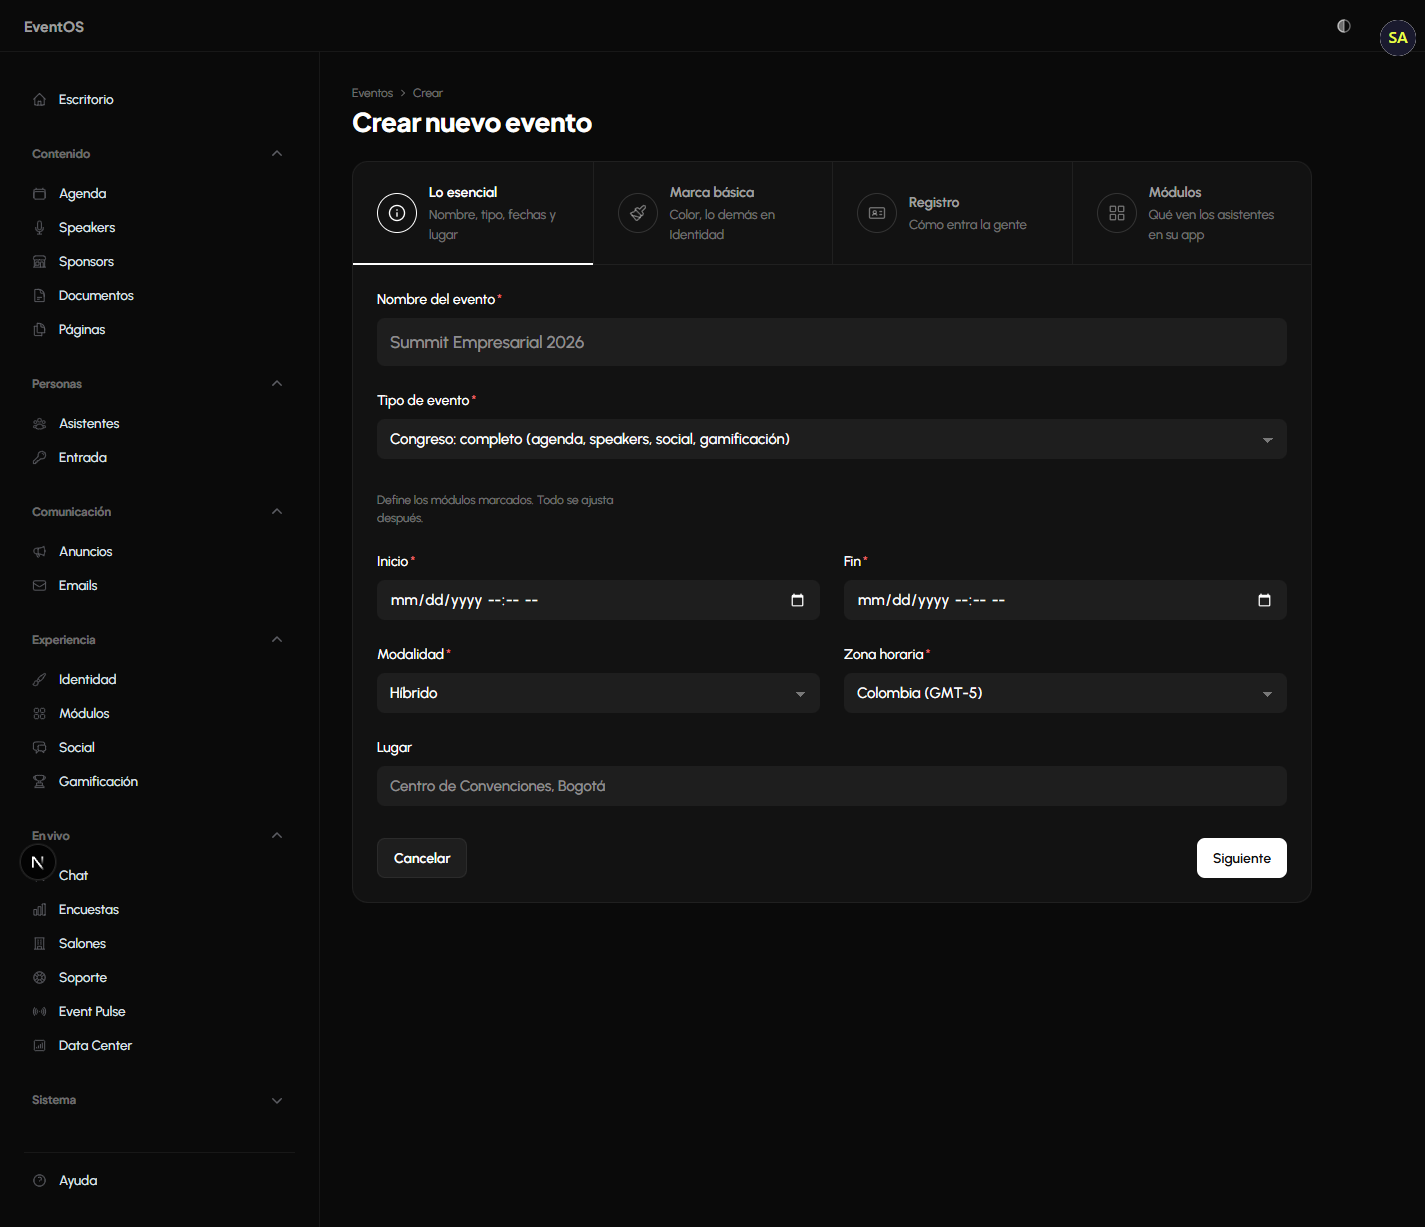 EventOS
SA
Escritorio
Contenido
Agenda
Speakers
Sponsors
Documentos
Páginas
Personas
Asistentes
Entrada
Comunicación
Anuncios
Emails
Experiencia
Identidad
Módulos
Social
Gamificación
En vivo
N
Chat
Encuestas
Salones
Soporte
Event Pulse
Data Center
Sistema
Ayuda
Eventos > Crear
Crear nuevo evento
Lo esencial
Nombre, tipo, fechas y
lugar
Marca básica
Color, lo demás en
Identidad
Registro
Cómo entra la gente
Módulos
Qué ven los asistentes
en su app
Nombre del evento*
Summit Empresarial 2026
Tipo de evento*
Congreso: completo (agenda, speakers, social, gamificación)
Define los módulos marcados. Todo se ajusta
después.
Inicio*
mm/dd/yyyy --:-- --
Fin*
mm/dd/yyyy --:-- --
Modalidad*
Híbrido
Zona horaria*
Colombia (GMT-5)
Lugar
Centro de Convenciones, Bogotá
Cancelar
Siguiente